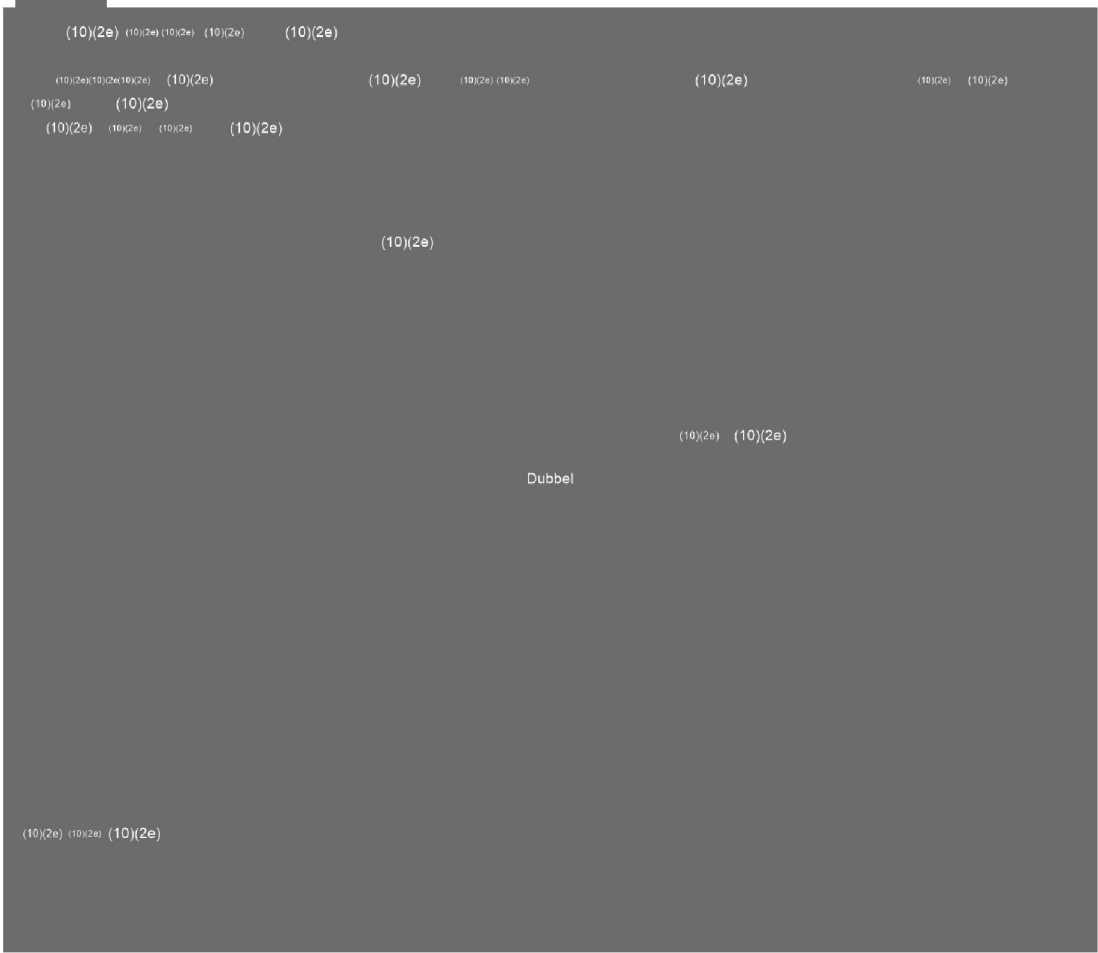 (10)(2e) (10)(2e) (10)(2e) (10)(2e) (10)(2e)
(10)(2e)(10)(2e(10)(2e) (10)(2e) (10)(2e) (10)(2e) (10)(2e) (10)(2e) (10)(2e) (10)(2e)
(10)(2e) (10)(2e)
(10)(2e) (10)(2e) (10)(2e) (10)(2e)
(10)(2e)
(10)(2e) (10)(2e)
Dubbel
(10)(2e) (10)(2e) (10)(2e)